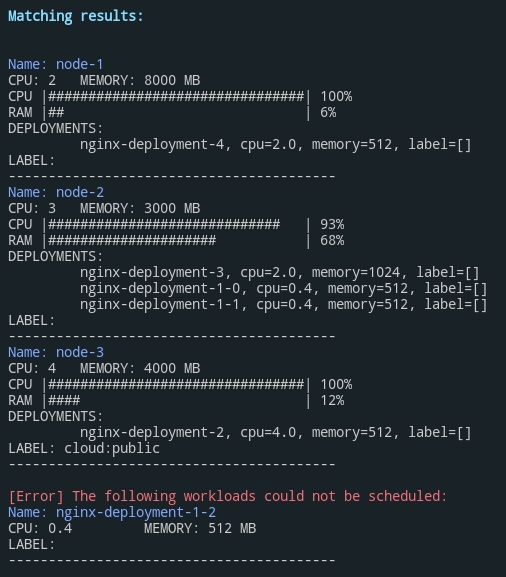 Matching results:
Name: node-1
CPU: 2   MEMORY: 8000 MB
CPU |################################| 100%
RAM |##                              | 6%
DEPLOYMENTS:
         nginx-deployment-4, cpu=2.0, memory=512, label=[]
LABEL:
-----------------------------------------
Name: node-2
CPU: 3   MEMORY: 3000 MB
CPU |#############################   | 93%
RAM |#####################           | 68%
DEPLOYMENTS:
         nginx-deployment-3, cpu=2.0, memory=1024, label=[]
         nginx-deployment-1-0, cpu=0.4, memory=512, label=[]
         nginx-deployment-1-1, cpu=0.4, memory=512, label=[]
LABEL:
-----------------------------------------
Name: node-3
CPU: 4   MEMORY: 4000 MB
CPU |################################| 100%
RAM |####                            | 12%
DEPLOYMENTS:
         nginx-deployment-2, cpu=4.0, memory=512, label=[]
LABEL: cloud:public
-----------------------------------------
[Error] The following workloads could not be scheduled:
Name: nginx-deployment-1-2
CPU: 0.4         MEMORY: 512 MB
LABEL:
-----------------------------------------